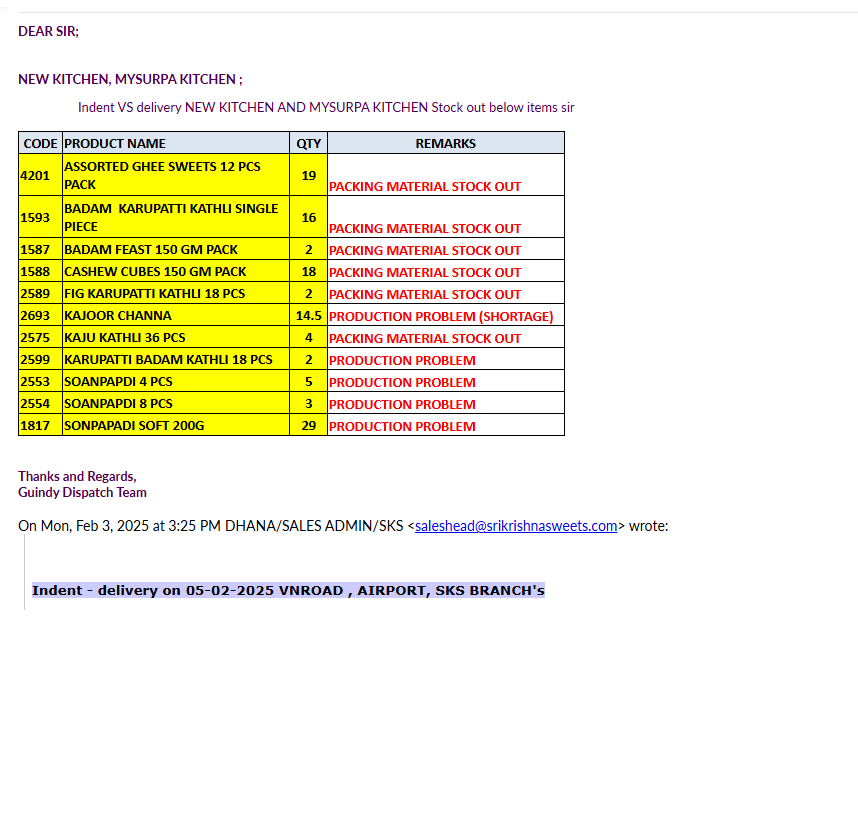 DEAR SIR;
NEW KITCHEN, MYSURPA KITCHEN ;
Indent VS delivery NEW KITCHEN AND MYSURPA KITCHEN Stock out below items sir
CODE PRODUCT NAME QTY REMARKS
4201 ASSORTED GHEE SWEETS 12 PCS PACK 19 PACKING MATERIAL STOCK OUT
1593 BADAM  KARUPATTI KATHLI SINGLE PIECE 16 PACKING MATERIAL STOCK OUT
1587 BADAM FEAST 150 GM PACK 2 PACKING MATERIAL STOCK OUT
1588 CASHEW CUBES 150 GM PACK 18 PACKING MATERIAL STOCK OUT
2589 FIG KARUPATTI KATHLI 18 PCS 2 PACKING MATERIAL STOCK OUT
2693 KAJOOR CHANNA 14.5 PRODUCTION PROBLEM (SHORTAGE)
2575 KAJU KATHLI 36 PCS 4 PACKING MATERIAL STOCK OUT
2599 KARUPATTI BADAM KATHLI 18 PCS 2 PRODUCTION PROBLEM
2553 SOANPAPDI 4 PCS 5 PRODUCTION PROBLEM
2554 SOANPAPDI 8 PCS 3 PRODUCTION PROBLEM
1817 SONPAPADI SOFT 200G 29 PRODUCTION PROBLEM
Thanks and Regards,
Guindy Dispatch Team
On Mon, Feb 3, 2025 at 3:25 PM DHANA/SALES ADMIN/SKS <saleshead@srikrishnasweets.com> wrote:
Indent - delivery on 05-02-2025 VNROAD , AIRPORT, SKS BRANCH's